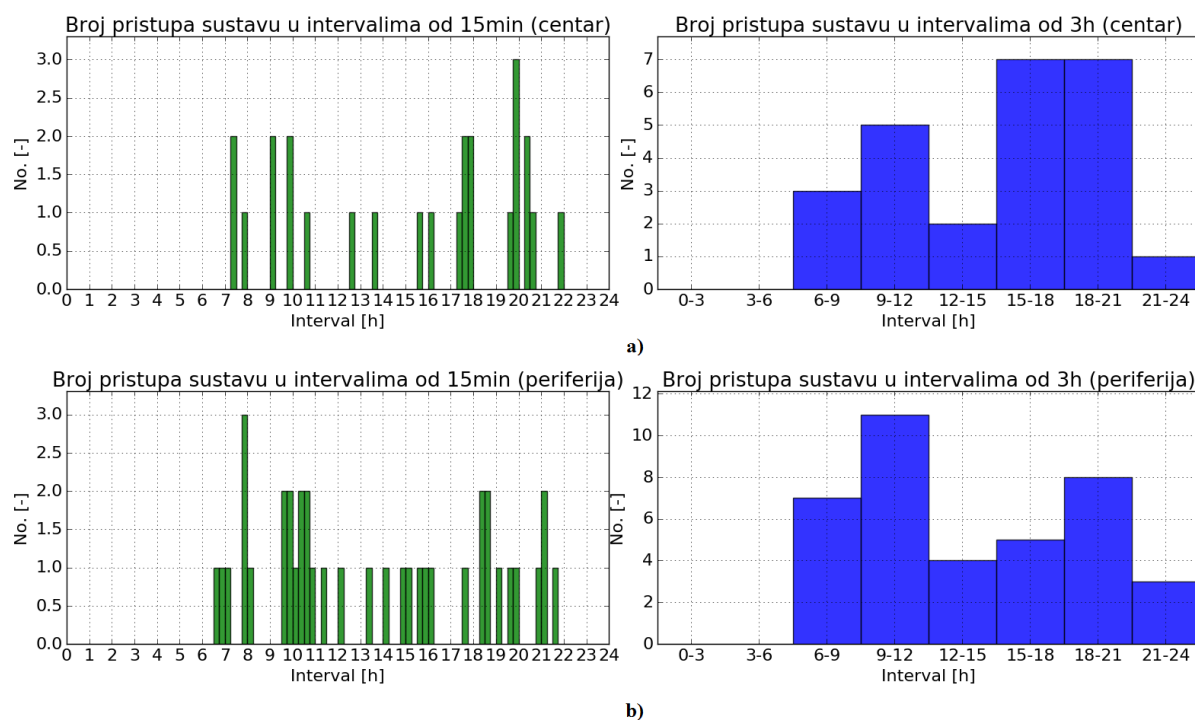 Broj pristupa sustavu u intervalima od 15min (centar)
No. [-]
3.0
2.5
2.0
1.5
1.0
0.5
0.0
0 1 2 3 4 5 6 7 8 9 10 11 12 13 14 15 16 17 18 19 20 21 22 23 24
Interval [h]
Broj pristupa sustavu u intervalima od 3h (centar)
No. [-]
7
6
5
4
3
2
1
0
0-3 3-6 6-9 9-12 12-15 15-18 18-21 21-24
Interval [h]
a)
Broj pristupa sustavu u intervalima od 15min (periferija)
No. [-]
3.0
2.5
2.0
1.5
1.0
0.5
0.0
0 1 2 3 4 5 6 7 8 9 10 11 12 13 14 15 16 17 18 19 20 21 22 23 24
Interval [h]
Broj pristupa sustavu u intervalima od 3h (periferija)
No. [-]
12
10
8
6
4
2
0
0-3 3-6 6-9 9-12 12-15 15-18 18-21 21-24
Interval [h]
b)